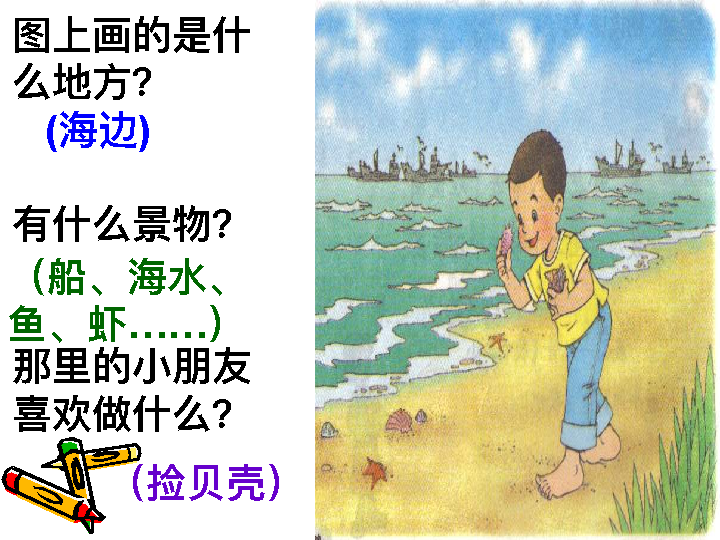 图上画的是什
么地方?
(海边)
有什么景物?
（船、海水、
鱼、虾……）
那里的小朋友
喜欢做什么?
（捡贝壳）